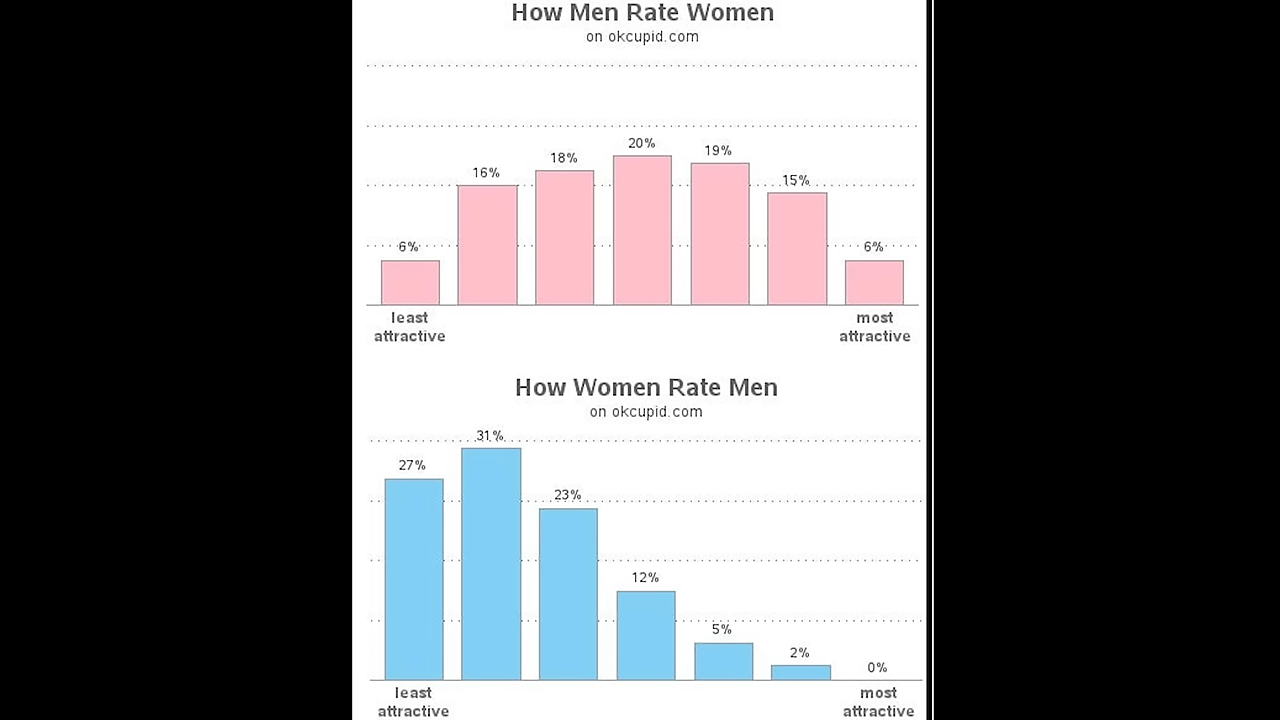 How Men Rate Women
on okcupid.com
20%
19%
18%
16%
15%
6%
6%
least
attractive
most
attractive
How Women Rate Men
on okcupid.com
31%
27%
23%
12%
5%
2%
0%
least
attractive
most
attractive